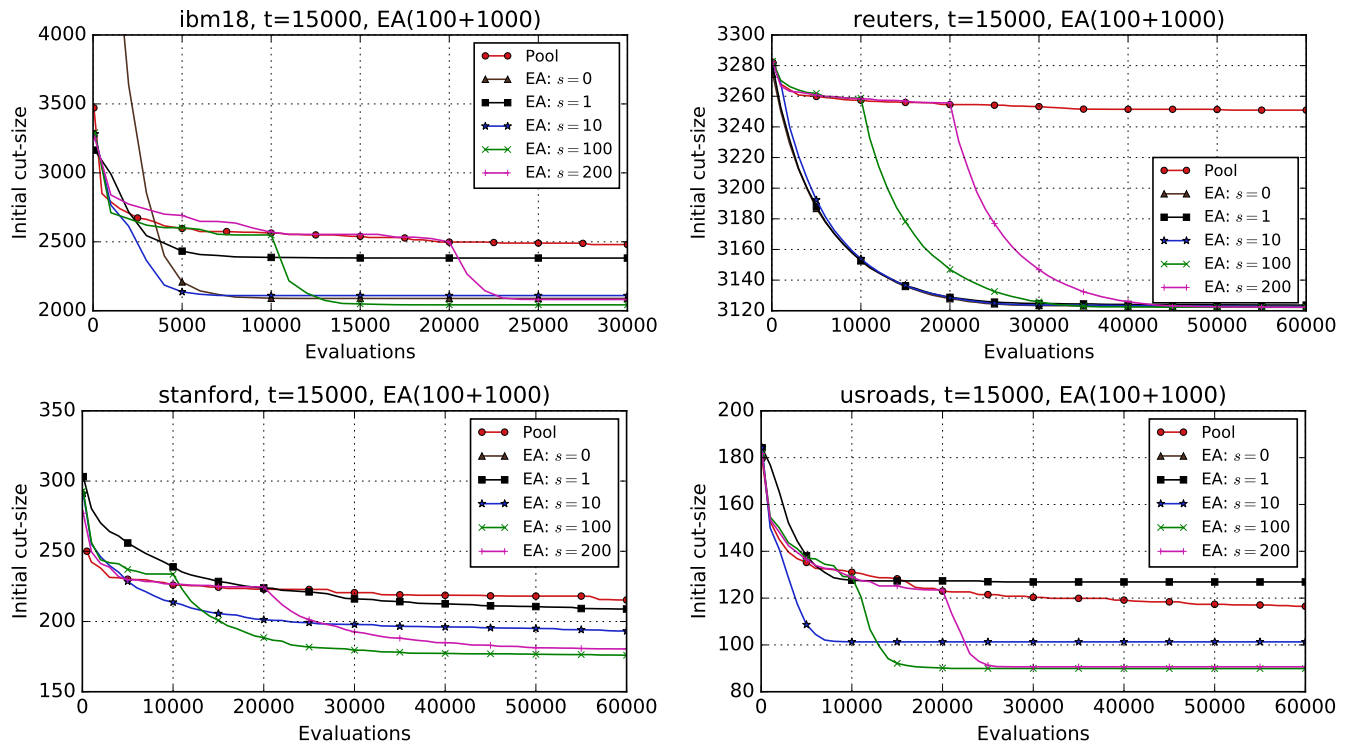 ibm18, t=15000, EA(100+1000)
Initial cut-size
4000
3500
3000
2500
2000
Pool
EA: s=0
EA: s=1
EA: s=10
EA: s=100
EA: s=200
0 5000 10000 15000 20000 25000 30000
Evaluations
reuters, t=15000, EA(100+1000)
Initial cut-size
3300
3280
3260
3240
3220
3200
3180
3160
3140
3120
Pool
EA: s=0
EA: s=1
EA: s=10
EA: s=100
EA: s=200
0 10000 20000 30000 40000 50000 60000
Evaluations
stanford, t=15000, EA(100+1000)
Initial cut-size
350
300
250
200
150
Pool
EA: s=0
EA: s=1
EA: s=10
EA: s=100
EA: s=200
0 10000 20000 30000 40000 50000 60000
Evaluations
usroads, t=15000, EA(100+1000)
Initial cut-size
200
180
160
140
120
100
80
Pool
EA: s=0
EA: s=1
EA: s=10
EA: s=100
EA: s=200
0 10000 20000 30000 40000 50000 60000
Evaluations